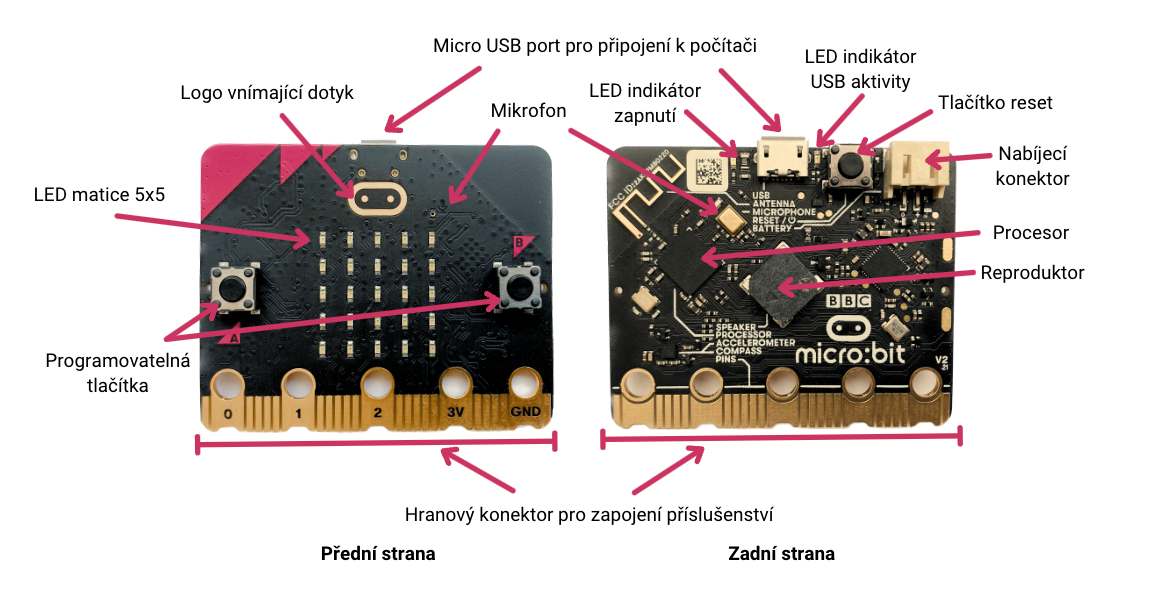 Micro USB port pro připojení k počítači
LED indikátor
USB aktivity
Logo vnímající dotyk
Mikrofon
LED indikátor
zapnutí
Tlačítko reset
Nabíjecí
konektor
LED matice 5x5
USB
ANTENNA
MICROPHONE
RESET /
BATTERY
B
Procesor
Reproduktor
BBC
A
SPEAKER
PROCESSOR
ACCELEROMETER
COMPASS
PINS
micro:bit
V2
Programovatelná
tlačítka
0
1
2
3V
GND
Hranový konektor pro zapojení příslušenství
Přední strana
Zadní strana